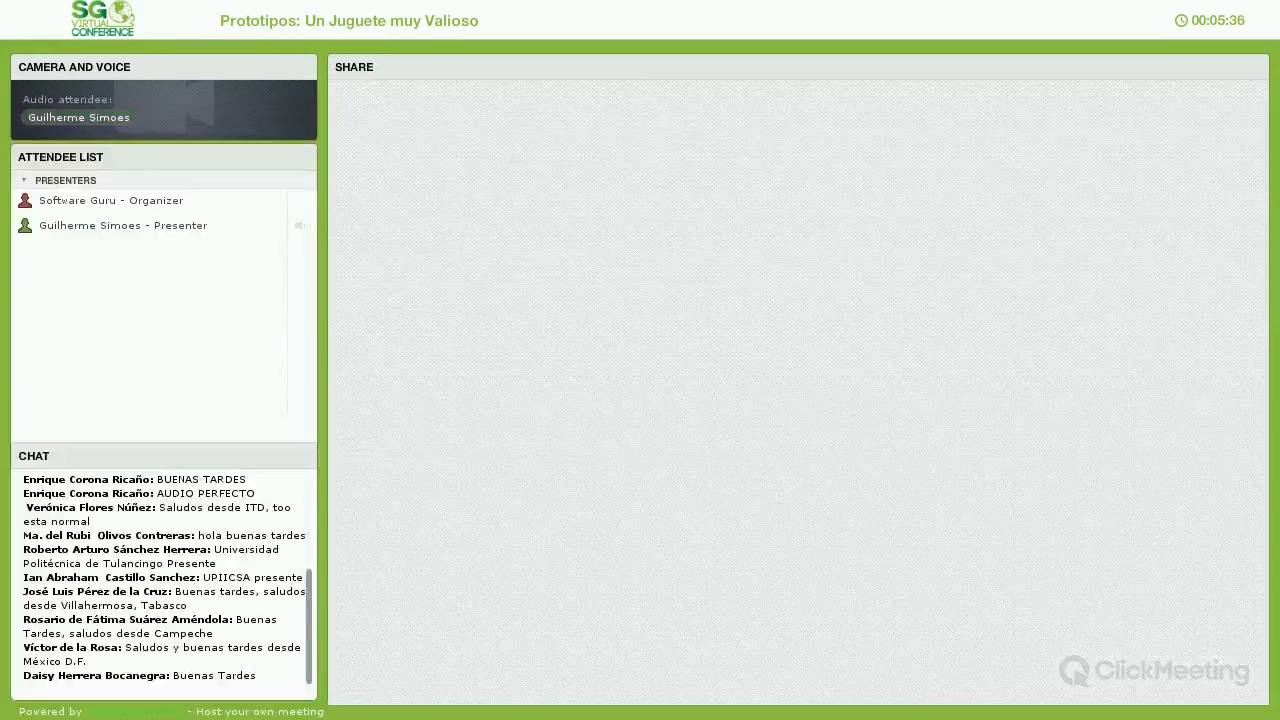 SG
VIRTUAL
CONFERENCE
Prototipos: Un Juguete muy Valioso
00:05:36
CAMERA AND VOICE
Audio attendee:
Guilherme Simoes
ATTENDEE LIST
PRESENTERS
Software Guru - Organizer
Guilherme Simoes - Presenter
CHAT
Enrique Corona Ricaño: BUENAS TARDES
Enrique Corona Ricaño: AUDIO PERFECTO
Verónica Flores Núñez: Saludos desde ITD, too
esta normal
Ma. del Rubi Olivos Contreras: hola buenas tardes
Roberto Arturo Sánchez Herrera: Universidad
Politécnica de Tulancingo Presente
Ian Abraham Castillo Sanchez: UPIICSA presente
José Luis Pérez de la Cruz: Buenas tardes, saludos
desde Villahermosa, Tabasco
Rosario de Fátima Suárez Améndola: Buenas
Tardes, saludos desde Campeche
Víctor de la Rosa: Saludos y buenas tardes desde
México D.F.
Daisy Herrera Bocanegra: Buenas Tardes
Powered by - Host your own meeting
SHARE
ClickMeeting